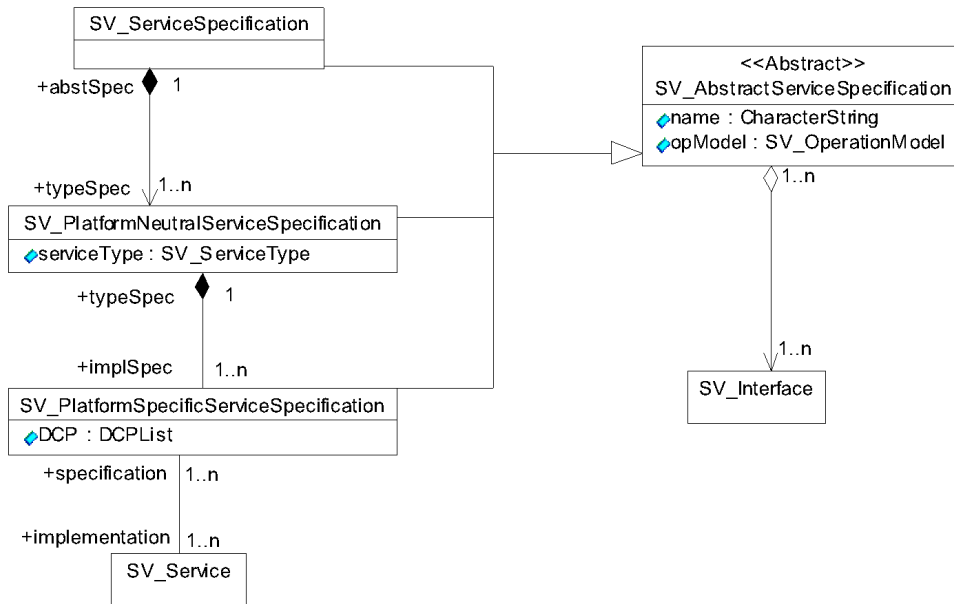 SV_ServiceSpecification
+abstSpec
1
+typeSpec
1..n
SV_PlatformNeutralServiceSpecification
serviceType : SV_ServiceType
+typeSpec
1
+implSpec
1..n
SV_PlatformSpecificServiceSpecification
DCP : DCPList
+specification
1..n
+implementation
1..n
SV_Service
<<Abstract>>
SV_AbstractServiceSpecification
name : CharacterString
opModel : SV_OperationModel
1..n
1..n
SV_Interface